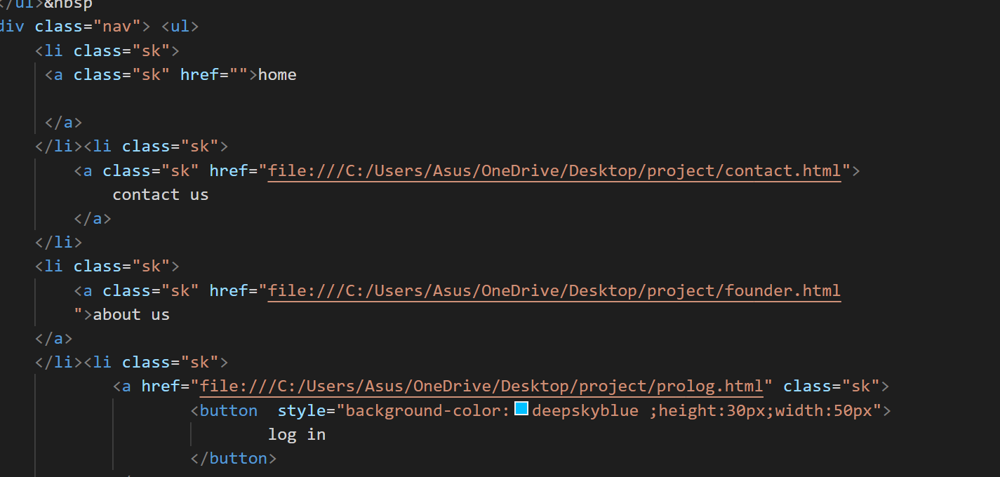 </ul>&nbsp
div class="nav"> <ul>
<li class="sk">
<a class="sk" href="">home
</a>
</li><li class="sk">
<a class="sk" href="file:///C:/Users/Asus/OneDrive/Desktop/project/contact.html">
contact us
</a>
</li>
<li class="sk">
<a class="sk" href="file:///C:/Users/Asus/OneDrive/Desktop/project/founder.html
">about us
</a>
</li><li class="sk">
<a href="file:///C:/Users/Asus/OneDrive/Desktop/project/prolog.html" class="sk">
<button  style="background-color:deepskyblue ;height:30px;width:50px">
log in
</button>